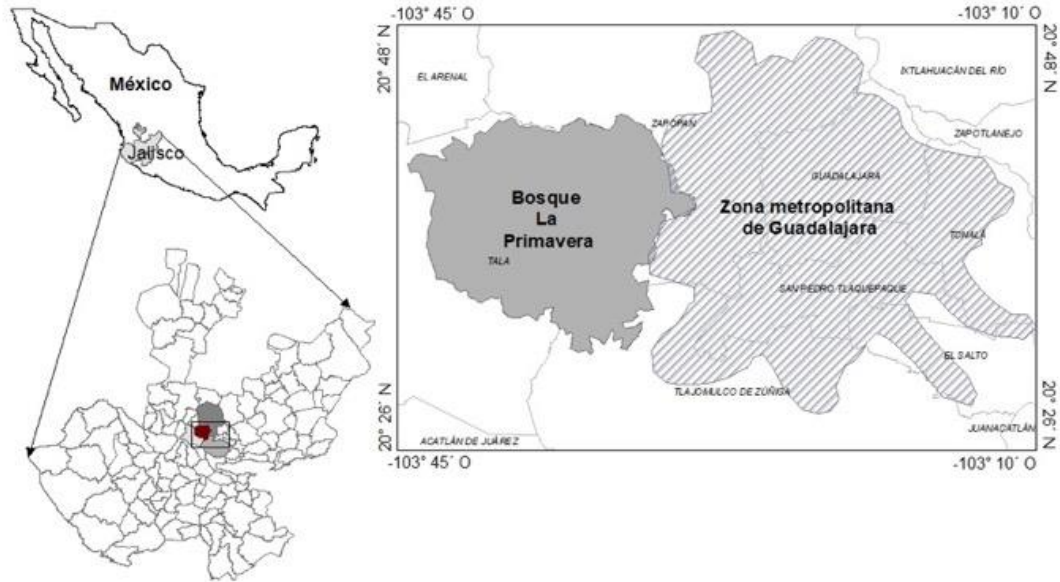 México
Jalisco
-103° 45´ O
-103° 10´ O
20° 48´ N
20° 48´ N
EL ARENAL
IXTLAHUACÁN DEL RÍO
ZAPOPAN
ZAPOTLANEJO
GUADALAJARA
Bosque
La
Primavera
Zona metropolitana
de Guadalajara
TONALÁ
TALA
SAN PEDRO TLAQUEPAQUE
EL SALTO
TLAJOMULCO DE ZÚÑIGA
JUANACATLÁN
ACATLÁN DE JUÁREZ
20° 26´ N
20° 26´ N
-103° 45´ O
-103° 10´ O